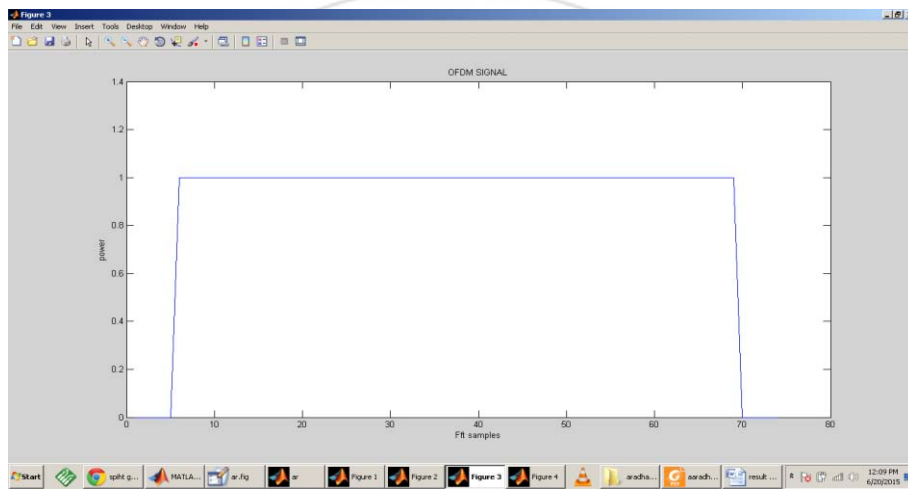 Figure 3
File Edit View Insert Tools Desktop Window Help
OFDM SIGNAL
1.4
1.2
1
0.8
0.6
0.4
0.2
0
power
0 10 20 30 40 50 60 70 80
Fft samples
Start spiht g... MATLA... ar.fig ar Figure 1 Figure 2 Figure 3 Figure 4 aradha... aaradh... result ... 12:09 PM
6/20/2015